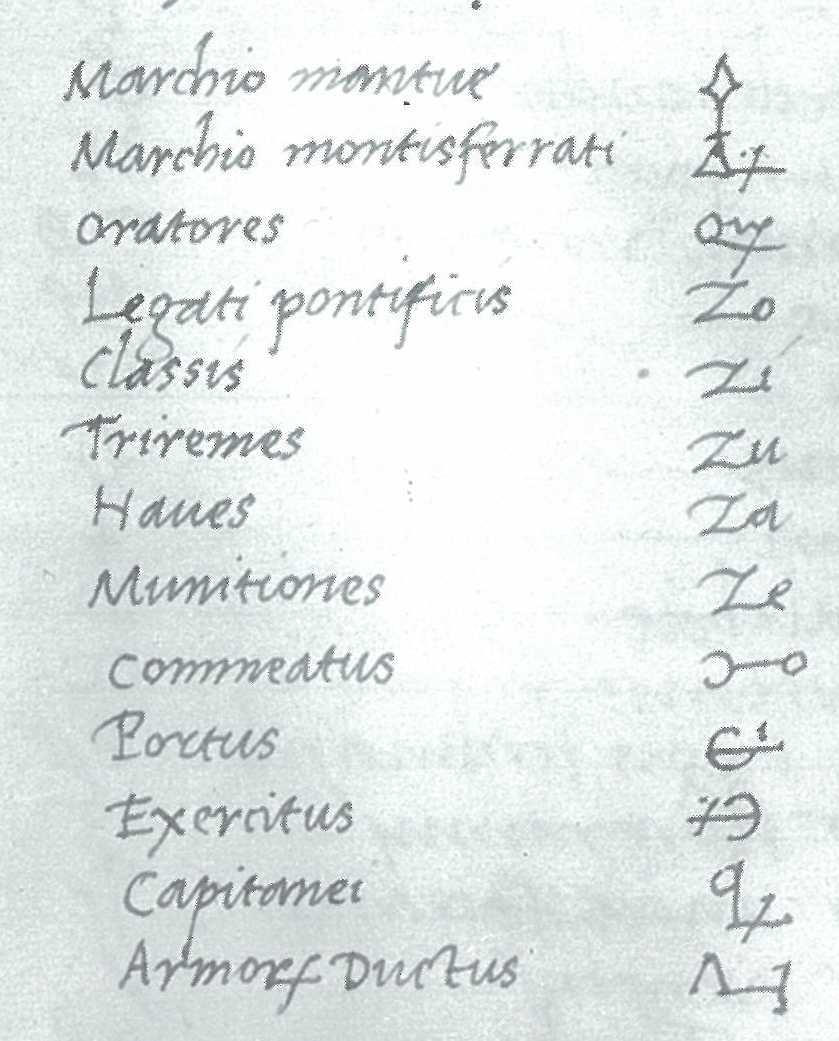 Marchio mantue
Marchio montisferrati
oratores
Legati pontificis Zo
Classis Zi
Triremes Zu
Naues Za
Munitiones Ze
commeatus
Portus
Exercitus
Capitanei
Ductus